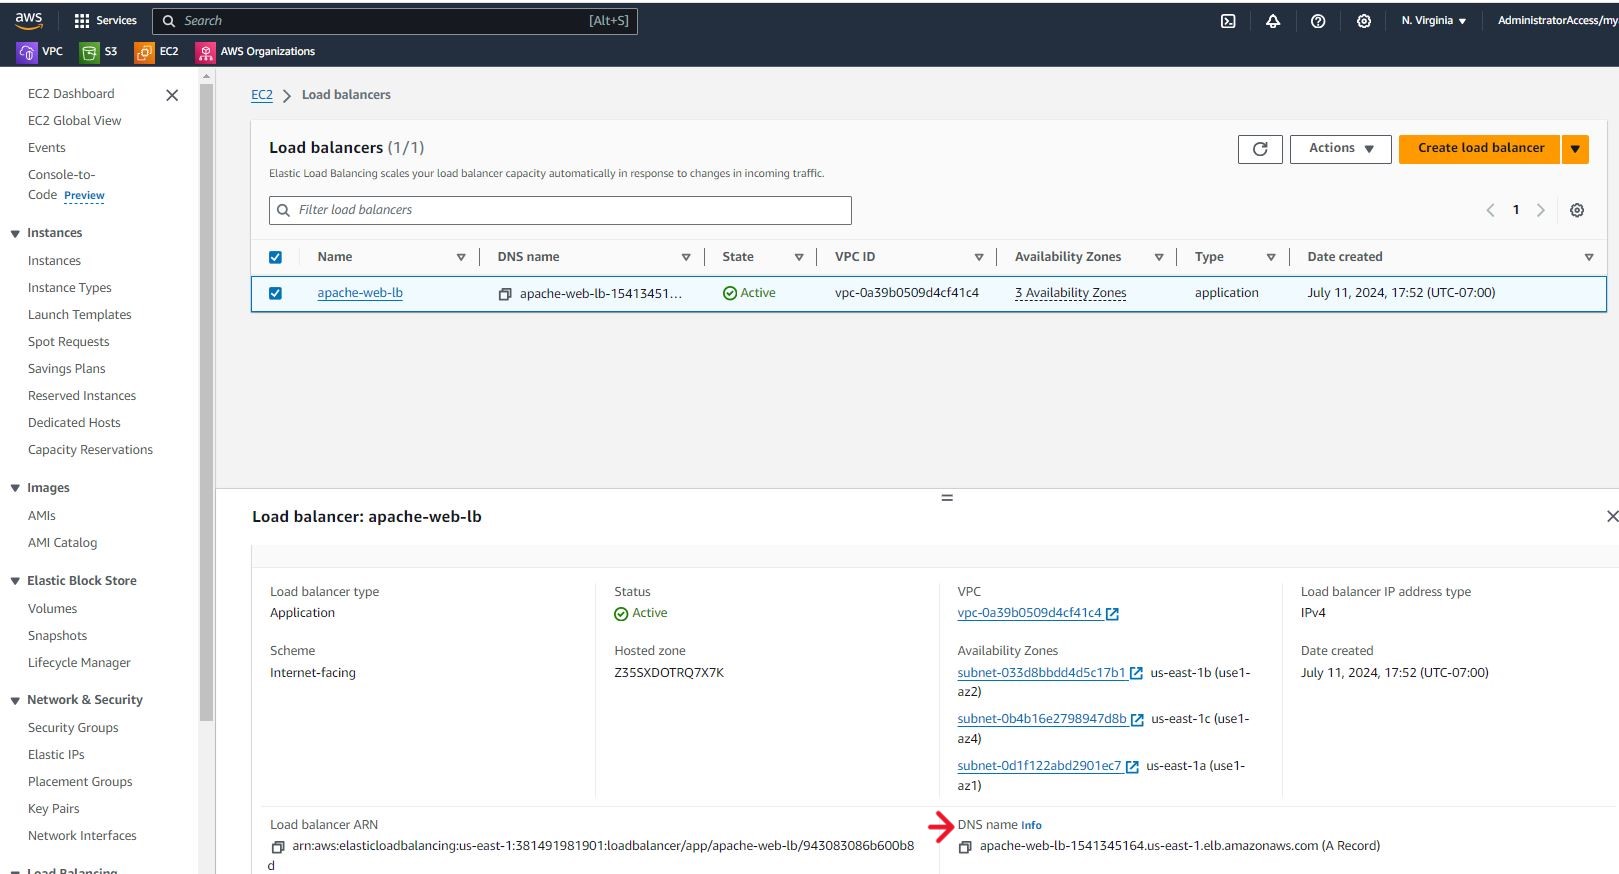 aws
Services
Search
[Alt+S]
N. Virginia
AdministratorAccess/my
VPC
S3
EC2
AWS Organizations
EC2 Dashboard
EC2 Global View
Events
Console-to-
Code Preview
Instances
Instances
Instance Types
Launch Templates
Spot Requests
Savings Plans
Reserved Instances
Dedicated Hosts
Capacity Reservations
Images
AMIs
AMI Catalog
Elastic Block Store
Volumes
Snapshots
Lifecycle Manager
Network & Security
Security Groups
Elastic IPs
Placement Groups
Key Pairs
Network Interfaces
Load Balancing
EC2 > Load balancers
Load balancers (1/1)
Elastic Load Balancing scales your load balancer capacity automatically in response to changes in incoming traffic.
Actions
Create load balancer
Filter load balancers
1
Name
DNS name
State
VPC ID
Availability Zones
Type
Date created
apache-web-lb
apache-web-lb-15413451...
Active
vpc-0a39b0509d4cf41c4
3 Availability Zones
application
July 11, 2024, 17:52 (UTC-07:00)
Load balancer: apache-web-lb
Load balancer type
Application
Status
Active
VPC
vpc-0a39b0509d4cf41c4
Load balancer IP address type
IPv4
Scheme
Internet-facing
Hosted zone
Z35SXDOTRQ7X7K
Availability Zones
subnet-033d8bbdd4d5c17b1 us-east-1b (use1-
az2)
subnet-0b4b16e2798947d8b us-east-1c (use1-
az4)
subnet-0d1f122abd2901ec7 us-east-1a (use1-
az1)
Date created
July 11, 2024, 17:52 (UTC-07:00)
Load balancer ARN
arn:aws:elasticloadbalancing:us-east-1:381491981901:loadbalancer/app/apache-web-lb/943083086b600b8
d
DNS name Info
apache-web-lb-1541345164.us-east-1.elb.amazonaws.com (A Record)